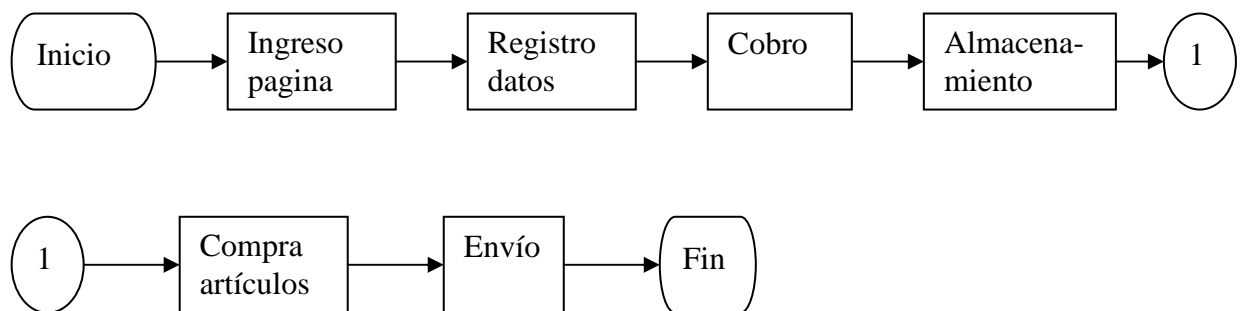 Inicio
Ingreso
pagina
Registro
datos
Cobro
Almacena-
miento
1
1
Compra
artículos
Envío
Fin